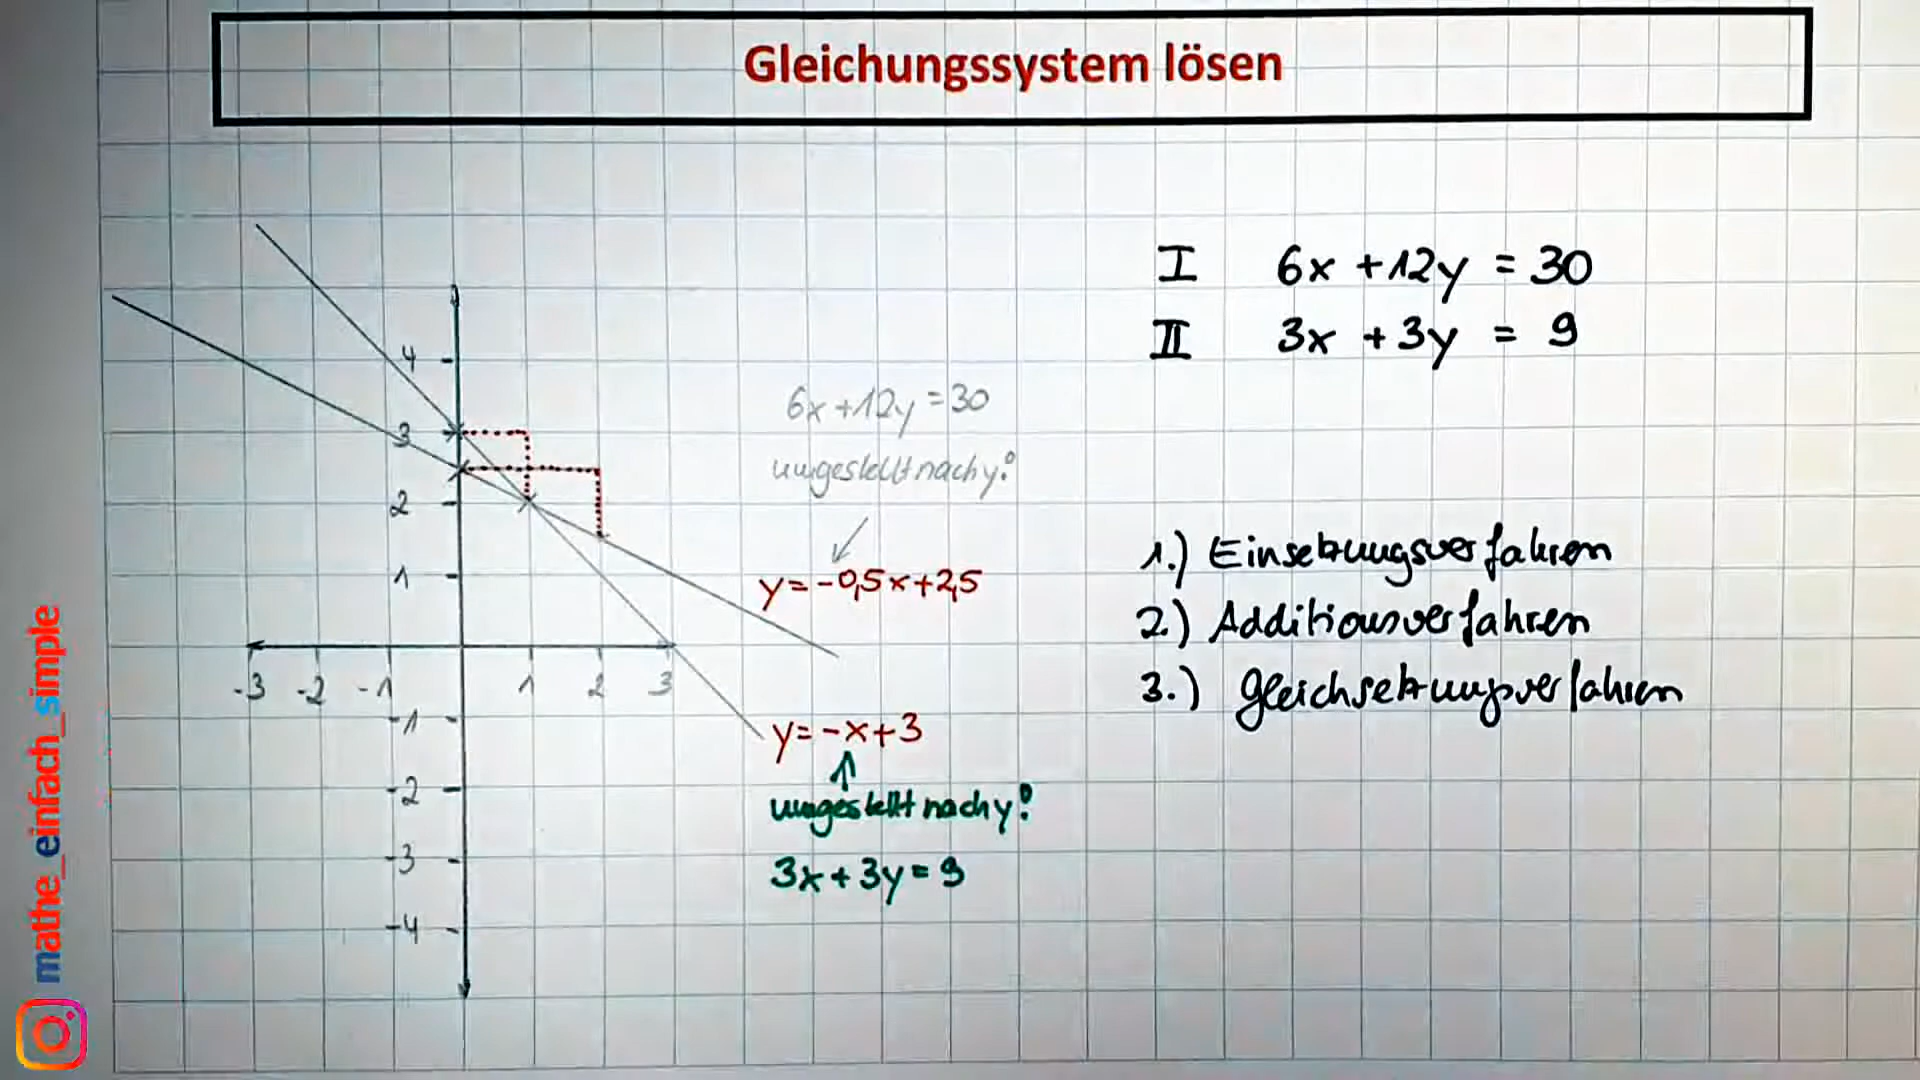 Gleichungssystem lösen
I 6x + 12y = 30
II 3x + 3y = 9
4
3
2
1
-3 -2 -1 1 2 3
-1
-2
-3
-4
6x + 12y = 30
umgestellt nach y:
y = -0,5x + 2,5
y = -x + 3
umgestellt nach y:
3x + 3y = 9
1.) Einsetzungsverfahren
2.) Additionsverfahren
3.) Gleichsetzungsverfahren
mathe_einfach_simple